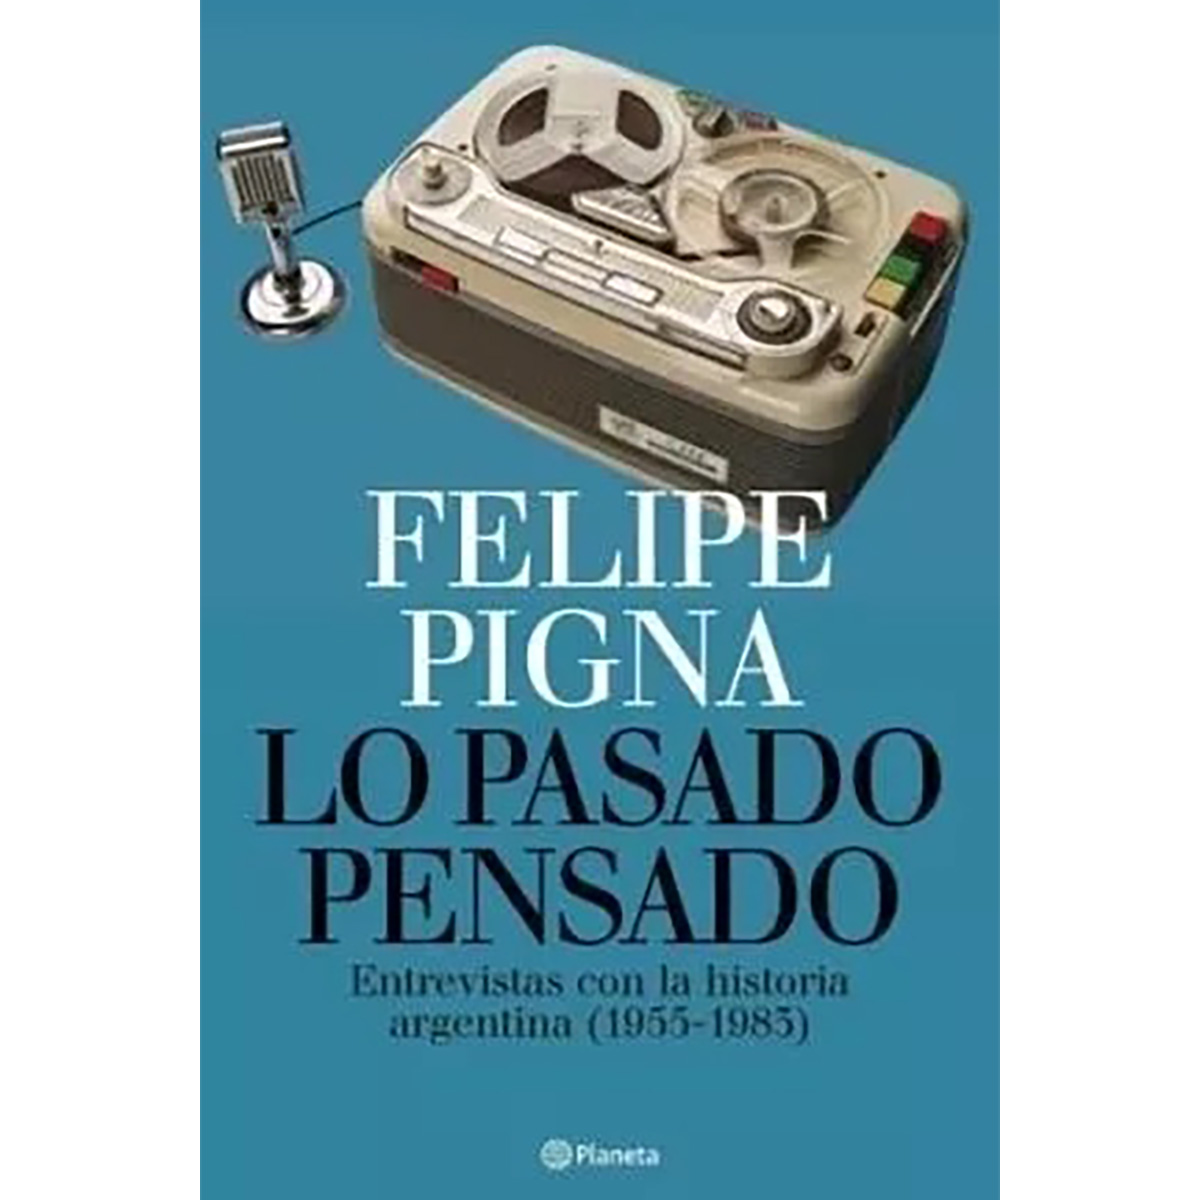 FELIPE
PIGNA
LO PASADO
PENSADO
Entrevistas con la historia
argentina (1955-1983)
Planeta